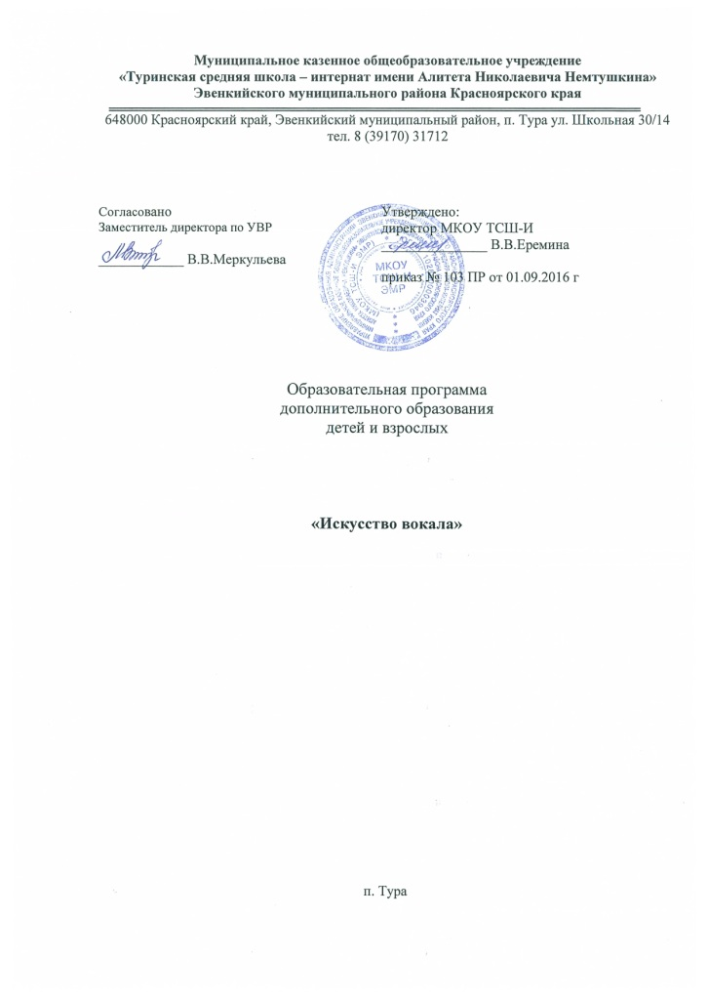 Муниципальное казенное общеобразовательное учреждение
«Туринская средняя школа – интернат имени Алитета Николаевича Немтушкина»
Эвенкийского муниципального района Красноярского края
648000 Красноярский край, Эвенкийский муниципальный район, п. Тура ул. Школьная 30/14
тел. 8 (39170) 31712
Согласовано
Заместитель директора по УВР
____________ В.В.Меркульева
Утверждено:
директор МКОУ ТСШ-И
_______________ В.В.Еремина
приказ № 103 ПР от 01.09.2016 г
МКОУ
ТСШ-И
ЭМР
Образовательная программа
дополнительного образования
детей и взрослых
«Искусство вокала»
п. Тура